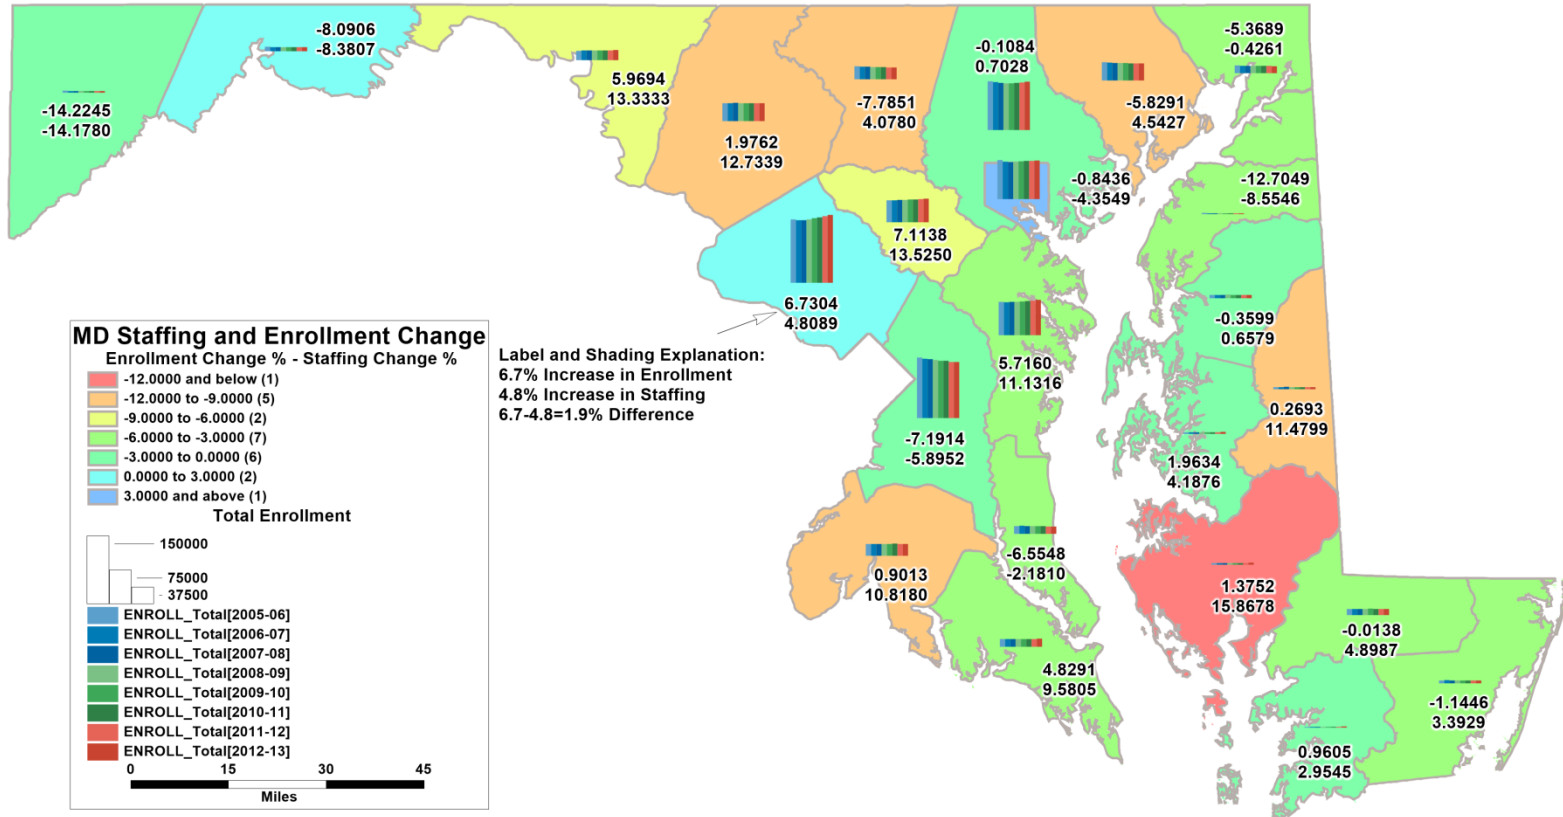 -8.0906
-8.3807
-14.2245
-14.1780
5.9694
13.3333
1.9762
12.7339
-7.7851
4.0780
-0.1084
0.7028
-5.8291
4.5427
-5.3689
-0.4261
-0.8436
-4.3549
-12.7049
-8.5546
7.1138
13.5250
6.7304
4.8089
-0.3599
0.6579
5.7160
11.1316
0.2693
11.4799
-7.1914
-5.8952
1.9634
4.1876
-6.5548
-2.1810
0.9013
10.8180
1.3752
15.8678
-0.0138
4.8987
4.8291
9.5805
-1.1446
3.3929
0.9605
2.9545
Label and Shading Explanation:
6.7% Increase in Enrollment
4.8% Increase in Staffing
6.7-4.8=1.9% Difference
MD Staffing and Enrollment Change
Enrollment Change % - Staffing Change %
-12.0000 and below (1)
-12.0000 to -9.0000 (5)
-9.0000 to -6.0000 (2)
-6.0000 to -3.0000 (7)
-3.0000 to 0.0000 (6)
0.0000 to 3.0000 (2)
3.0000 and above (1)
Total Enrollment
150000
75000
37500
ENROLL_Total[2005-06]
ENROLL_Total[2006-07]
ENROLL_Total[2007-08]
ENROLL_Total[2008-09]
ENROLL_Total[2009-10]
ENROLL_Total[2010-11]
ENROLL_Total[2011-12]
ENROLL_Total[2012-13]
0 15 30 45
Miles